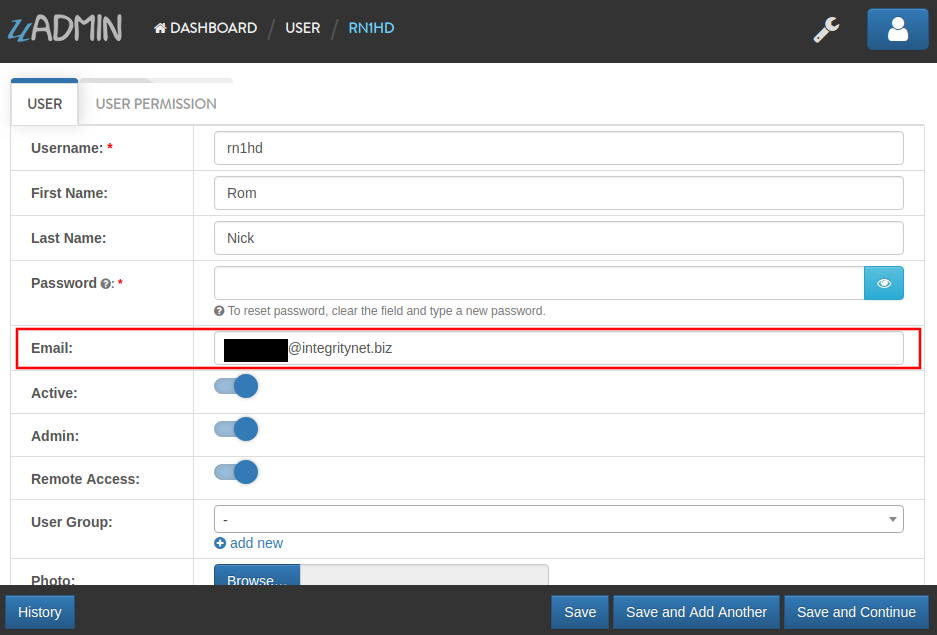 uADMIN DASHBOARD / USER / RN1HD
USER USER PERMISSION
Username: * rn1hd
First Name: Rom
Last Name: Nick
Password ?: *
? To reset password, clear the field and type a new password.
Email: @integritynet.biz
Active:
Admin:
Remote Access:
User Group: -
add new
Photo: Browse...
History Save Save and Add Another Save and Continue